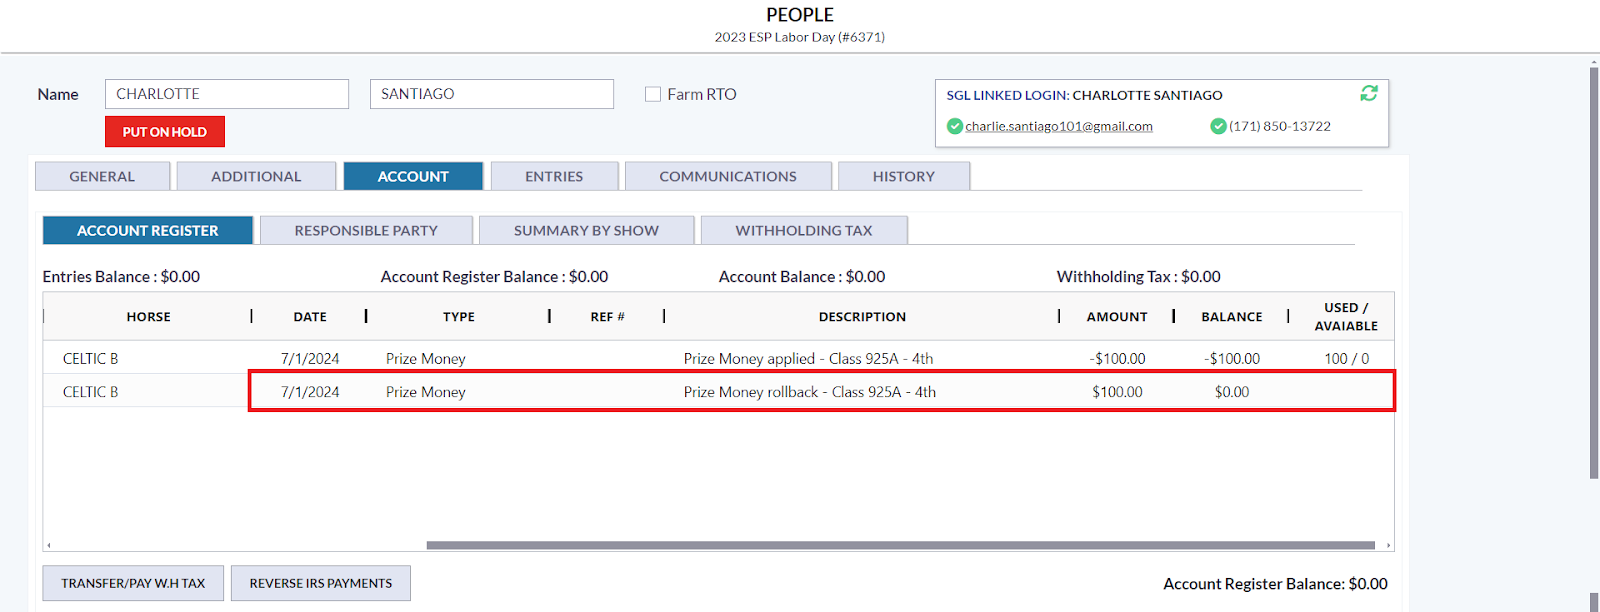 PEOPLE
2023 ESP Labor Day (#6371)
Name CHARLOTTE SANTIAGO Farm RTO
SGL LINKED LOGIN: CHARLOTTE SANTIAGO
charlie.santiago101@gmail.com (171) 850-13722
PUT ON HOLD
GENERAL ADDITIONAL ACCOUNT ENTRIES COMMUNICATIONS HISTORY
ACCOUNT REGISTER RESPONSIBLE PARTY SUMMARY BY SHOW WITHHOLDING TAX
Entries Balance : $0.00 Account Register Balance : $0.00 Account Balance : $0.00 Withholding Tax : $0.00
HORSE DATE TYPE REF # DESCRIPTION AMOUNT BALANCE USED / AVAIABLE
CELTIC B 7/1/2024 Prize Money Prize Money applied - Class 925A - 4th -$100.00 -$100.00 100 / 0
CELTIC B 7/1/2024 Prize Money Prize Money rollback - Class 925A - 4th $100.00 $0.00
TRANSFER/PAY W.H TAX REVERSE IRS PAYMENTS Account Register Balance: $0.00